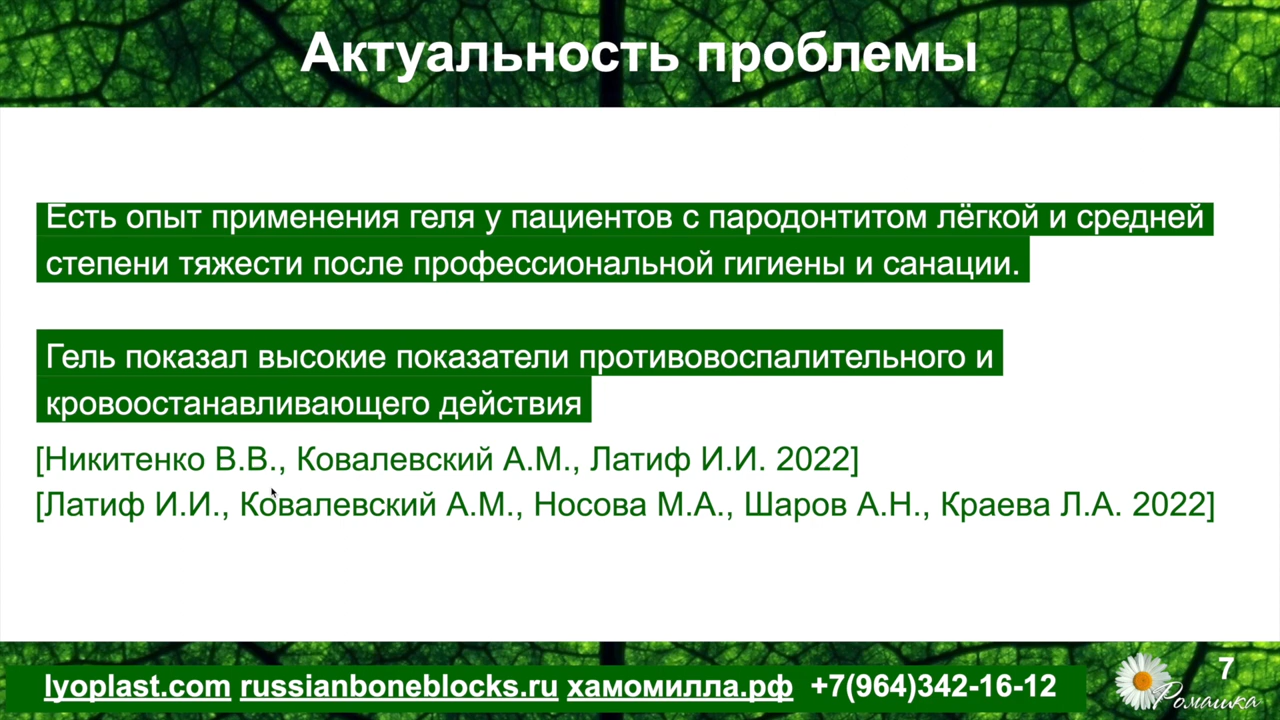 Актуальность проблемы
Есть опыт применения геля у пациентов с пародонтитом лёгкой и средней
степени тяжести после профессиональной гигиены и санации.
Гель показал высокие показатели противовоспалительного и
кровоостанавливающего действия
[Никитенко В.В., Ковалевский А.М., Латиф И.И. 2022]
[Латиф И.И., Ковалевский А.М., Носова М.А., Шаров А.Н., Краева Л.А. 2022]
lyoplast.com russianboneblocks.ru хамомилла.рф +7(964)342-16-12
7
Ромашка